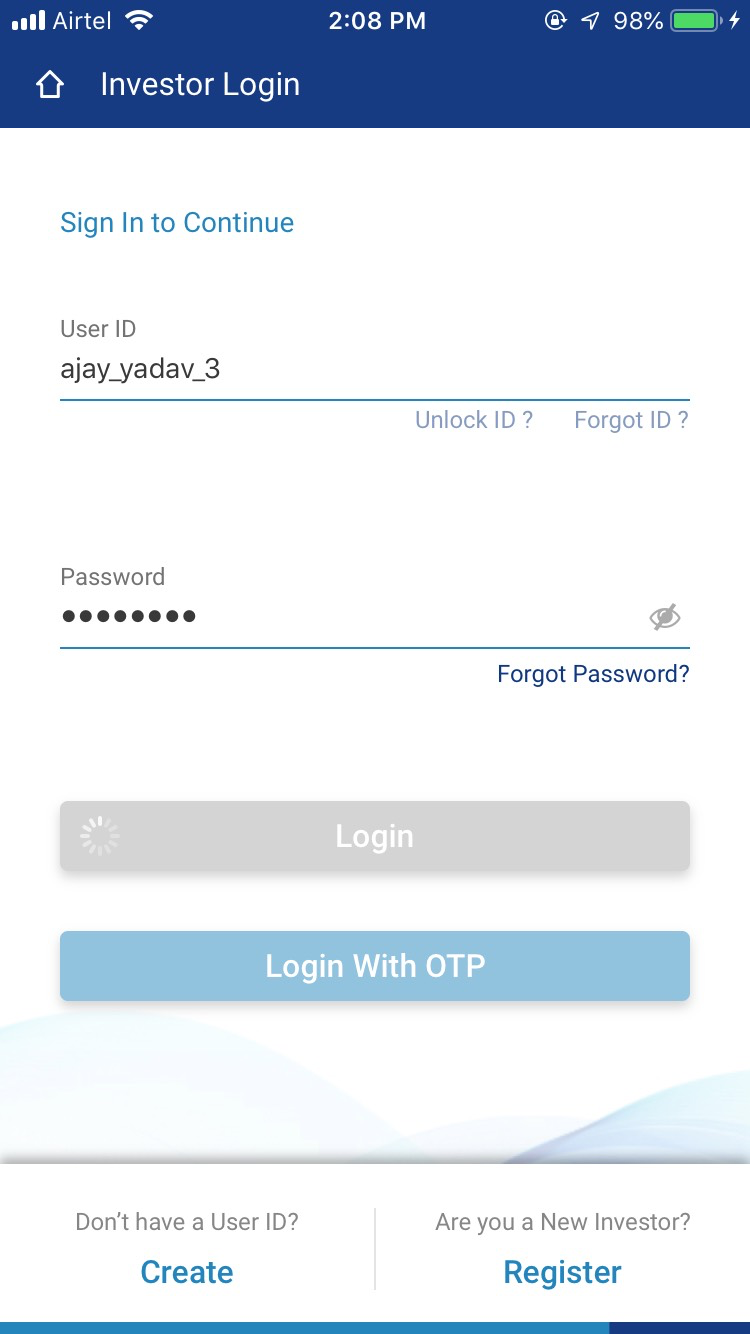 Airtel 2:08 PM 98%
Investor Login
Sign In to Continue
User ID
ajay_yadav_3
Unlock ID ? Forgot ID ?
Password
••••••••
Forgot Password?
Login
Login With OTP
Don’t have a User ID? Are you a New Investor?
Create Register